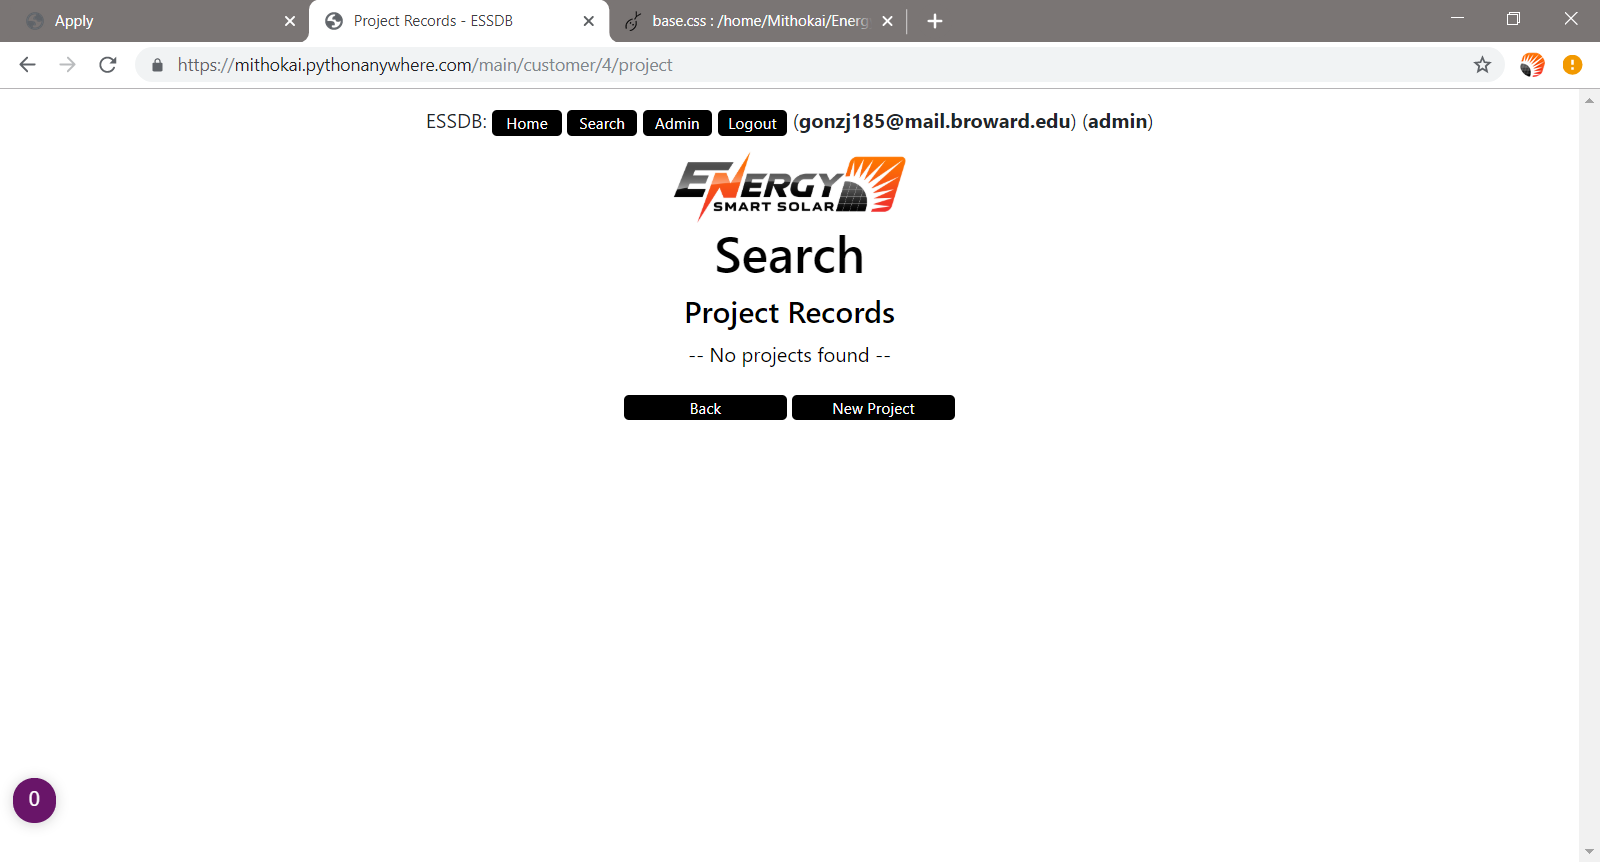 Apply
Project Records - ESSDB
base.css : /home/Mithokai/Energ
https://mithokai.pythonanywhere.com/main/customer/4/project
ESSDB: Home Search Admin Logout (gonzj185@mail.broward.edu) (admin)
ENERGY
SMART SOLAR
Search
Project Records
-- No projects found --
Back New Project
0